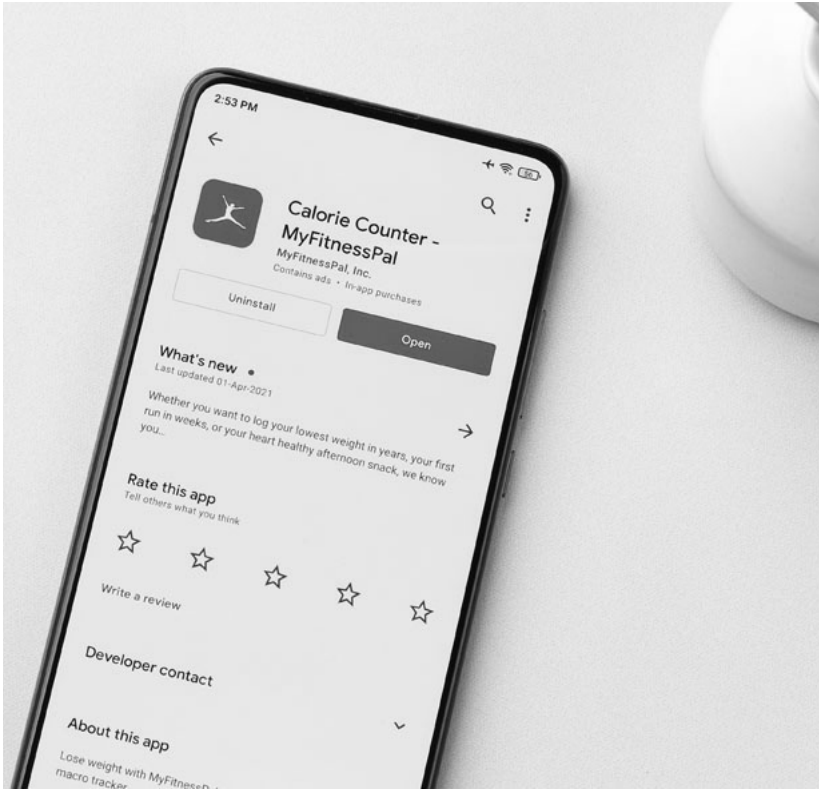 2:53 PM
56
Calorie Counter -
MyFitnessPal
MyFitnessPal, Inc.
Contains ads • In-app purchases
Uninstall
Open
What's new •
Last updated 01-Apr-2021
Whether you want to log your lowest weight in years, your first
run in weeks, or your heart healthy afternoon snack, we know
you...
Rate this app
Tell others what you think
Write a review
Developer contact
About this app
Lose weight with MyFitnessPal
macro tracker